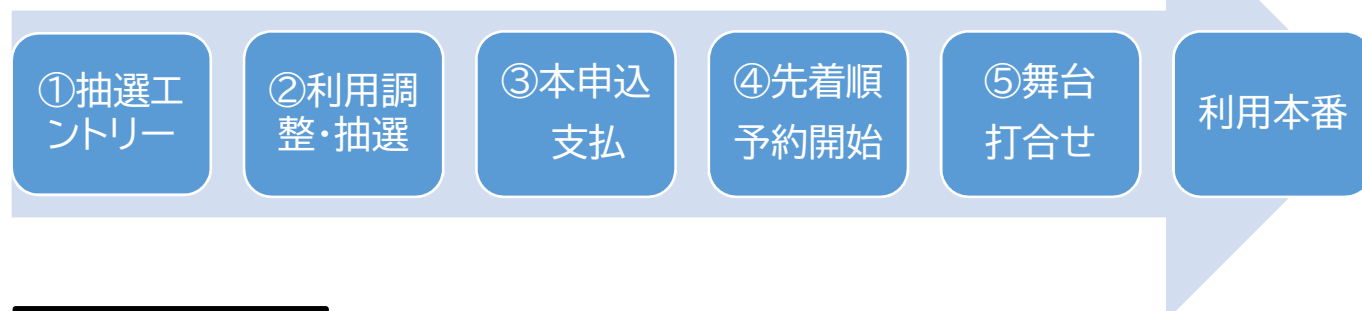 ①抽選エ
ントリー
②利用調
整・抽選
③本申込
支払
④先着順
予約開始
⑤舞台
打合せ
利用本番